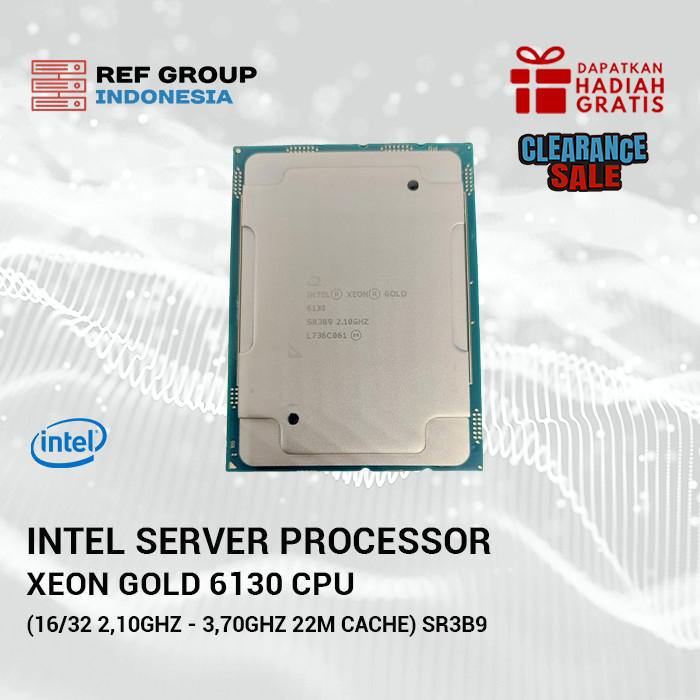 REF GROUP
INDONESIA
DAPATKAN
HADIAH
GRATIS
CLEARANCE
SALE
INTEL® XEON® GOLD
6130
SR3B9 2.10GHZ
L736C061
intel
INTEL SERVER PROCESSOR
XEON GOLD 6130 CPU
(16/32 2,10GHZ - 3,70GHZ 22M CACHE) SR3B9